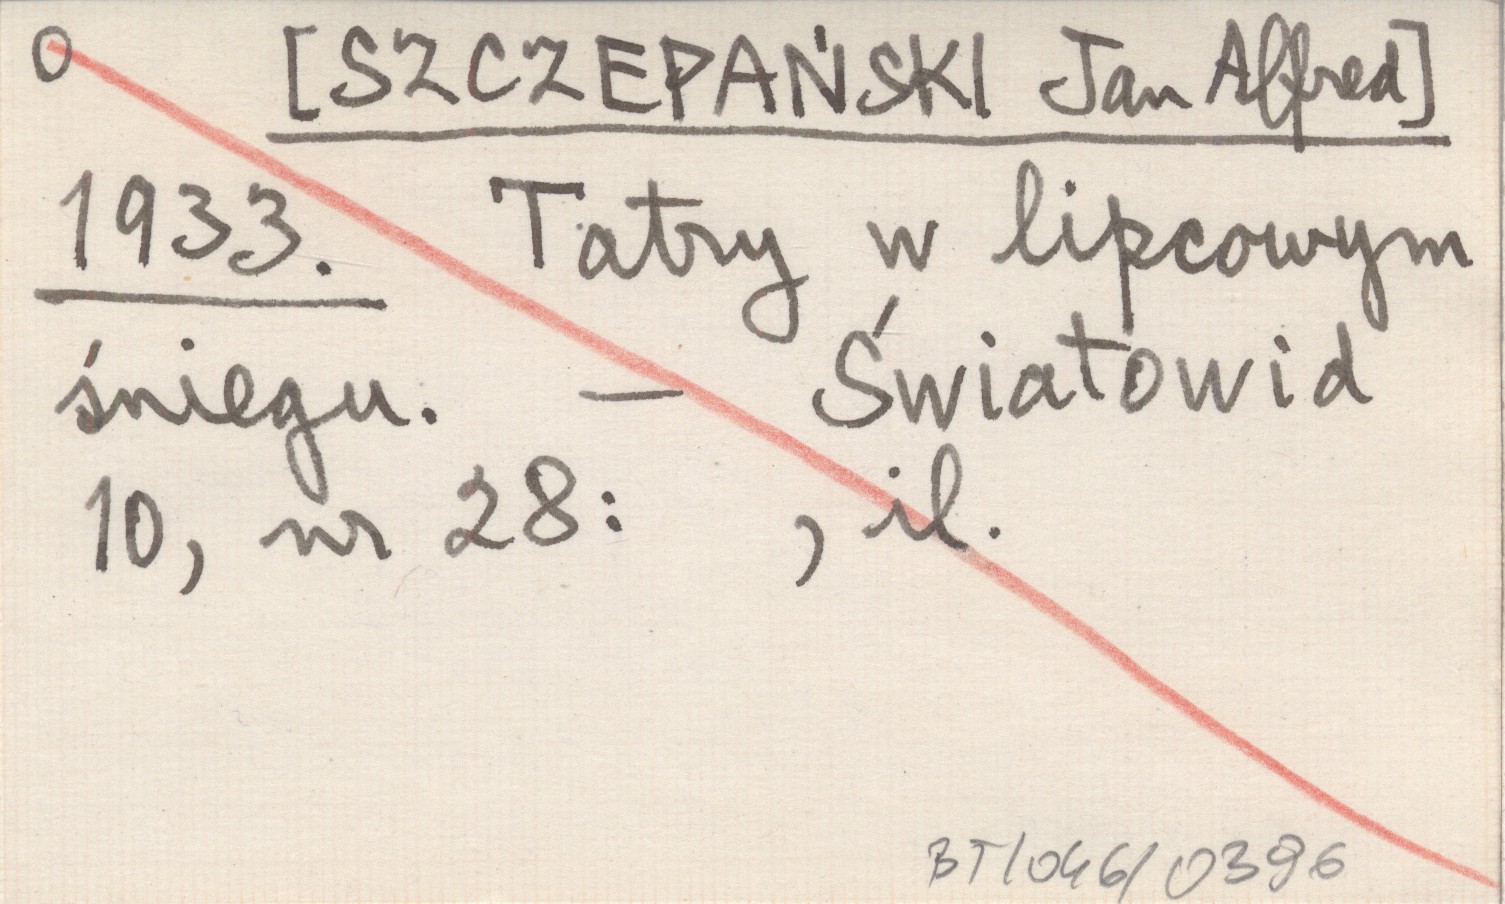 O [SZCZEPAŃSKI Jan Alfred]
1933. Tatry w lipcowym
śniegu. — Światowid
10, nr 28: , il.
BT/046/0396